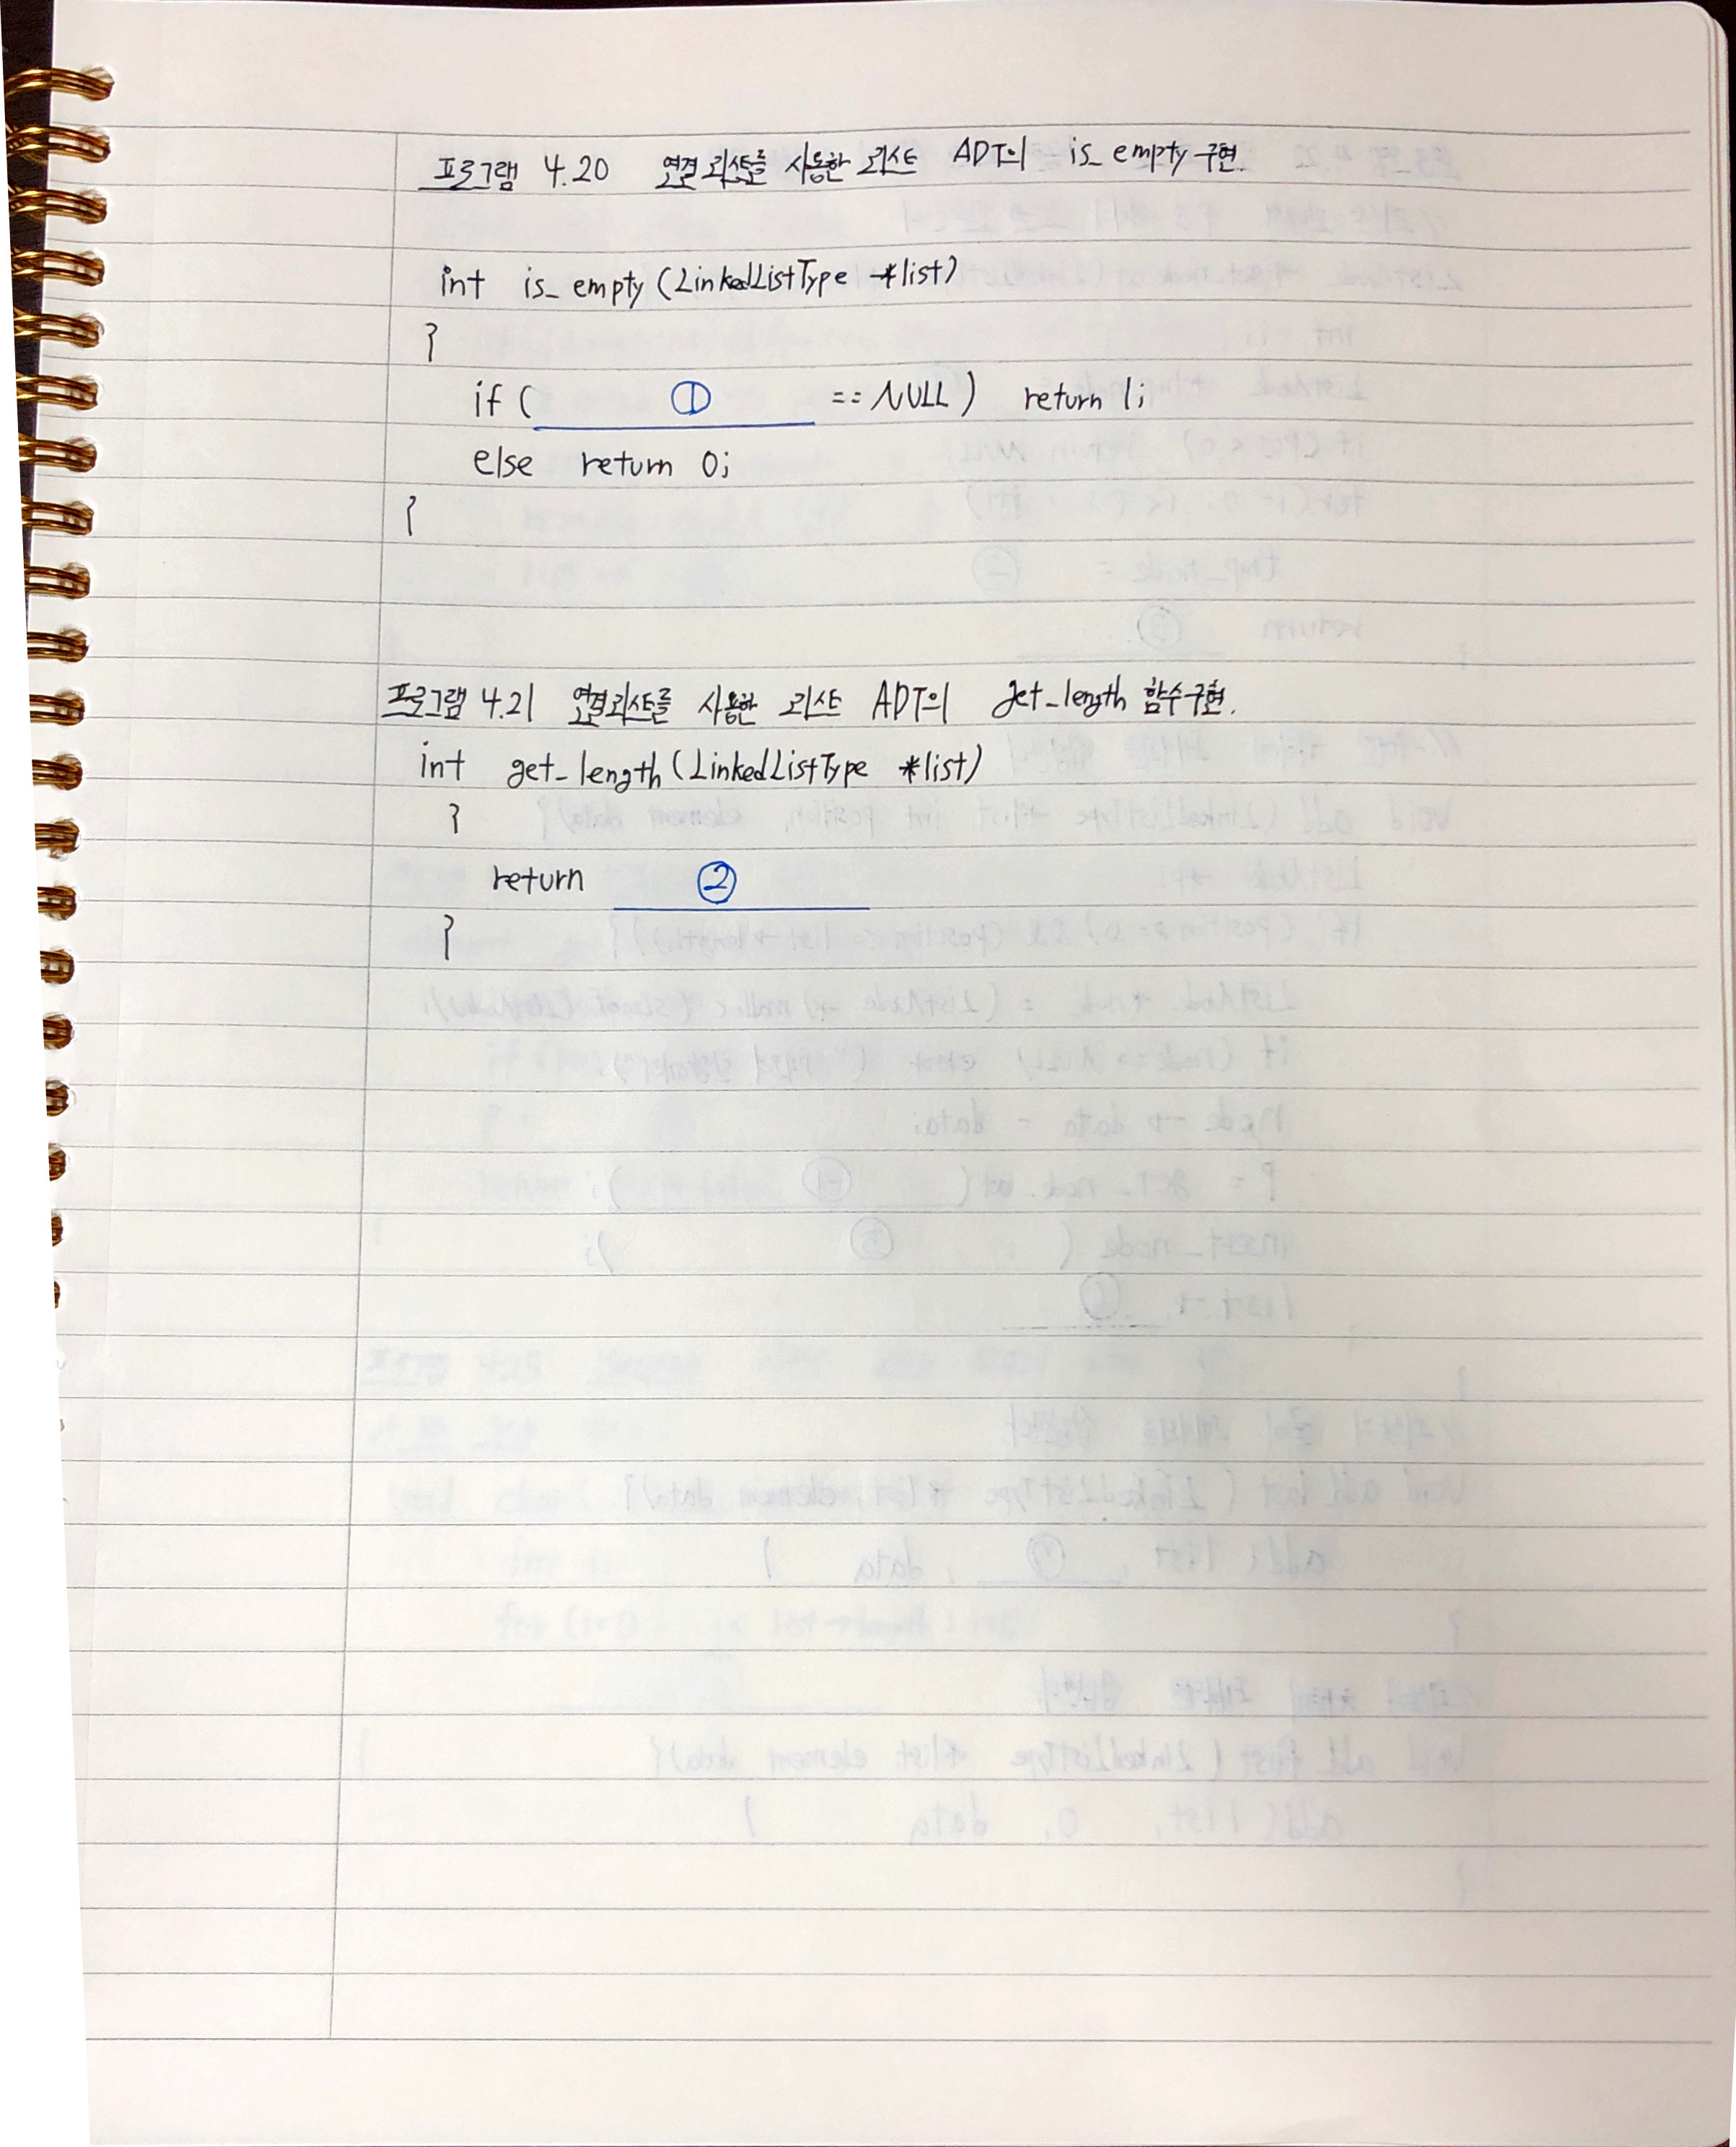 프로그램 4.20 연결 리스트를 사용한 리스트 ADT의 is_empty 구현.
int is_empty (LinkedListType *list)
}
if ( ① == NULL ) return 1;
else return 0;
}
프로그램 4.21 연결리스트를 사용한 리스트 ADT의 get_length 함수구현.
int get_length (LinkedListType *list)
}
return ②
}